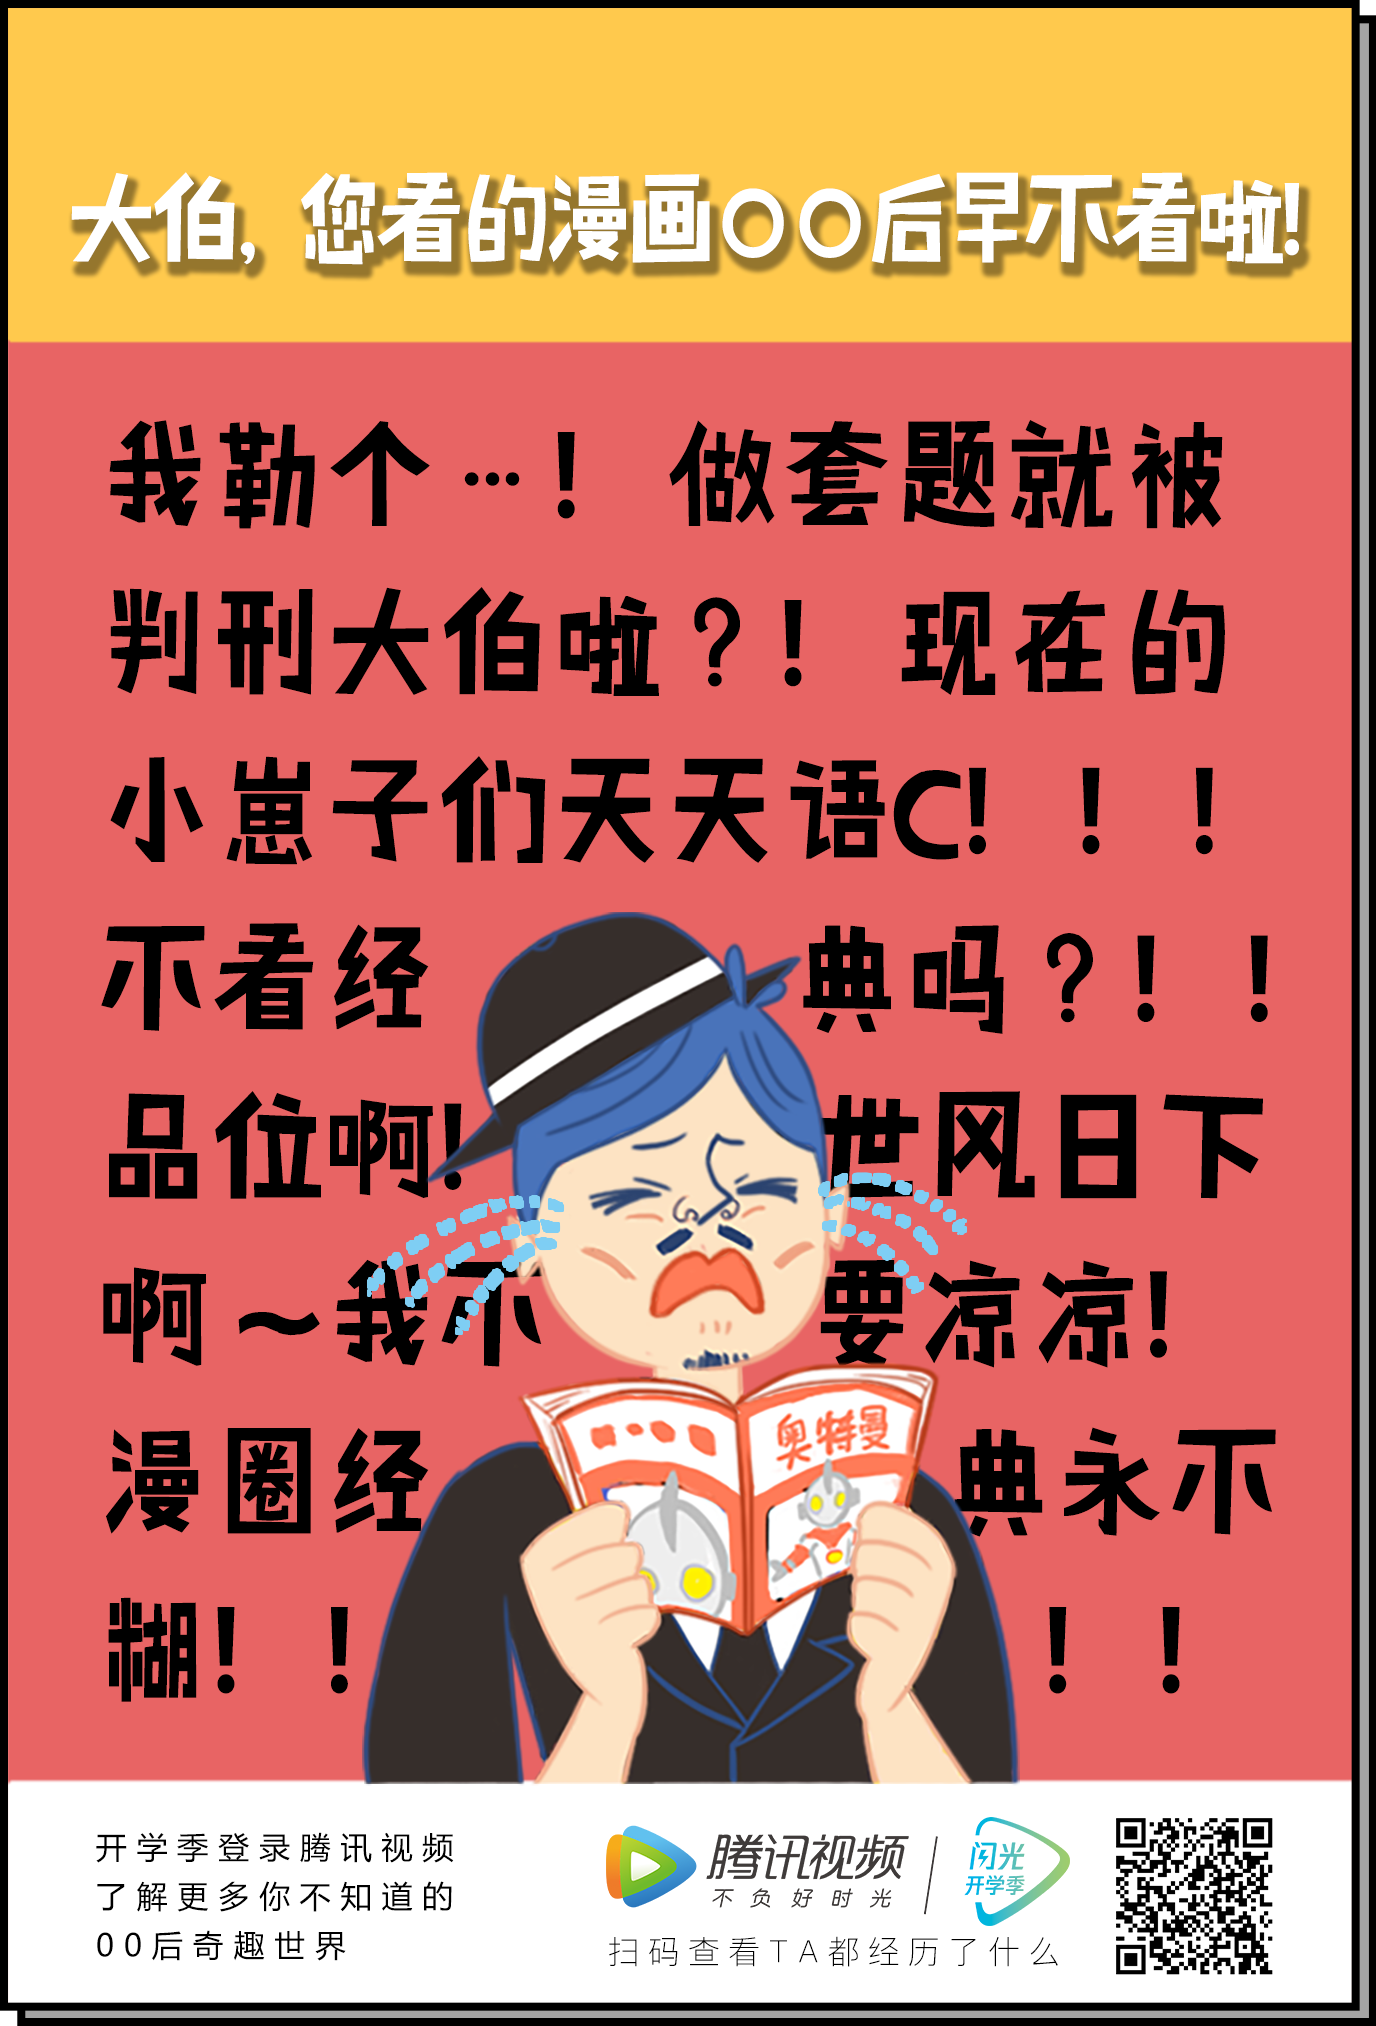 大伯,您看的漫画〇〇后早不看啦!
我勒个…！做套题就被
判刑大伯啦？！现在的
小崽子们天天语C！！！
不看经典吗？！！
品位啊！世风日下
啊～我不要凉凉！
漫圈经典永不
糊！！！！
奥特曼
开学季登录腾讯视频
了解更多你不知道的
00后奇趣世界
腾讯视频
不负好时光
闪光
开学季
扫码查看TA都经历了什么